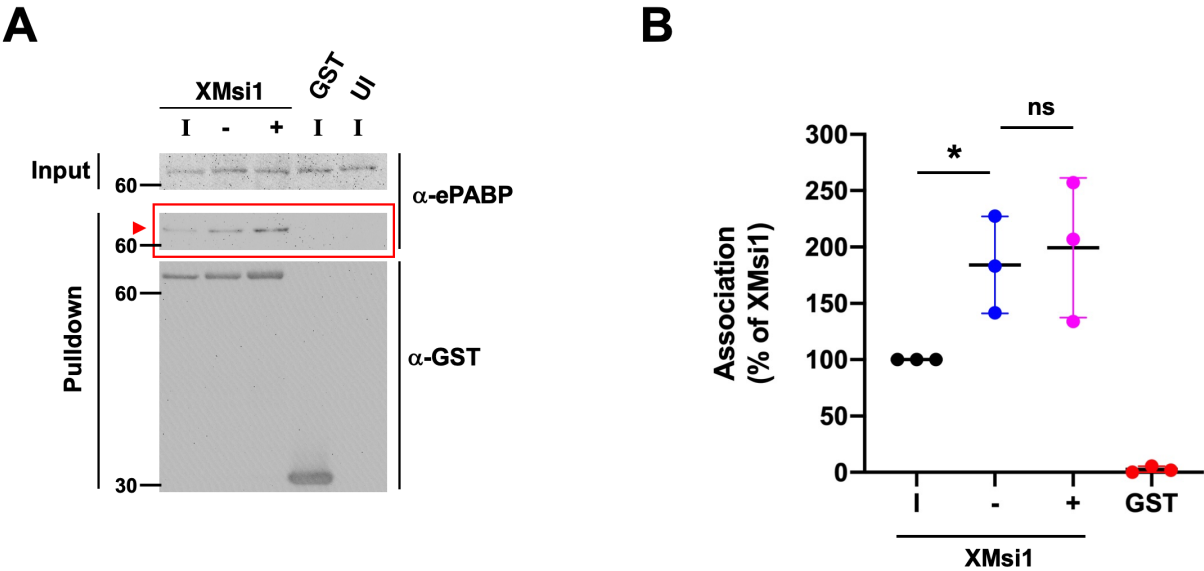 A
XMsi1 GST UI
I - + I I
Input
60
α-ePABP
60
60
Pulldown
α-GST
30
B
ns
*
300
250
200
150
100
50
0
Association
(% of XMsi1)
I - + GST
XMsi1